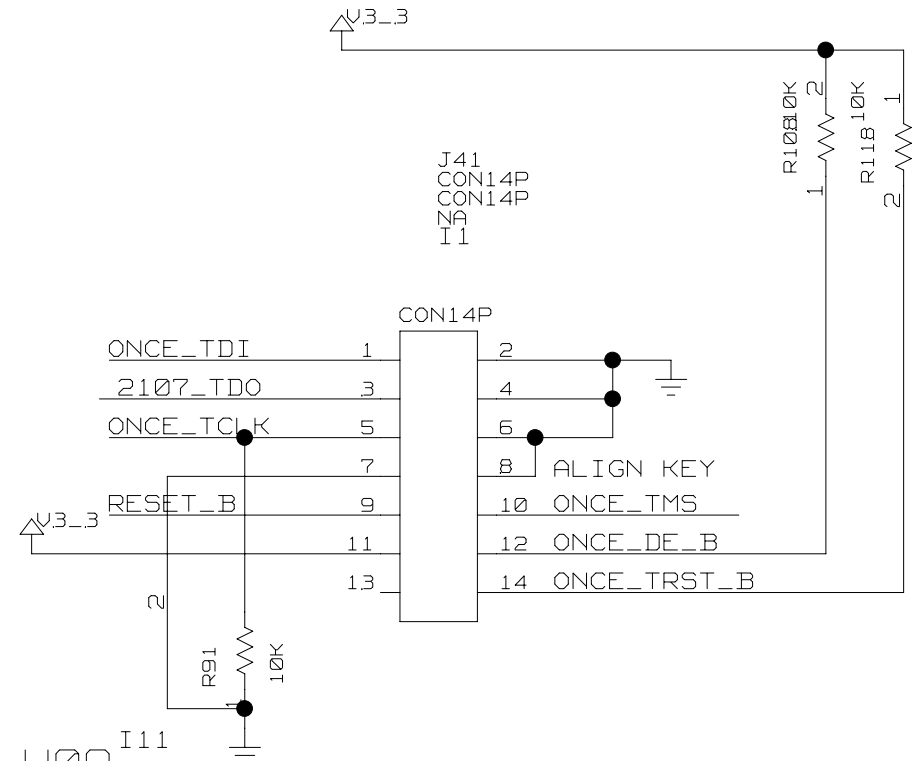 V3_3
2
10K
R108
1
1
10K
R118
2
J41
CON14P
CON14P
NA
I1
CON14P
ONCE_TDI 1 2
2107_TDO 3 4
ONCE_TCLK 5 6
7 8 ALIGN KEY
RESET_B 9 10 ONCE_TMS
V3_3
11 12 ONCE_DE_B
13 14 ONCE_TRST_B
2
R91
10K
1
I11